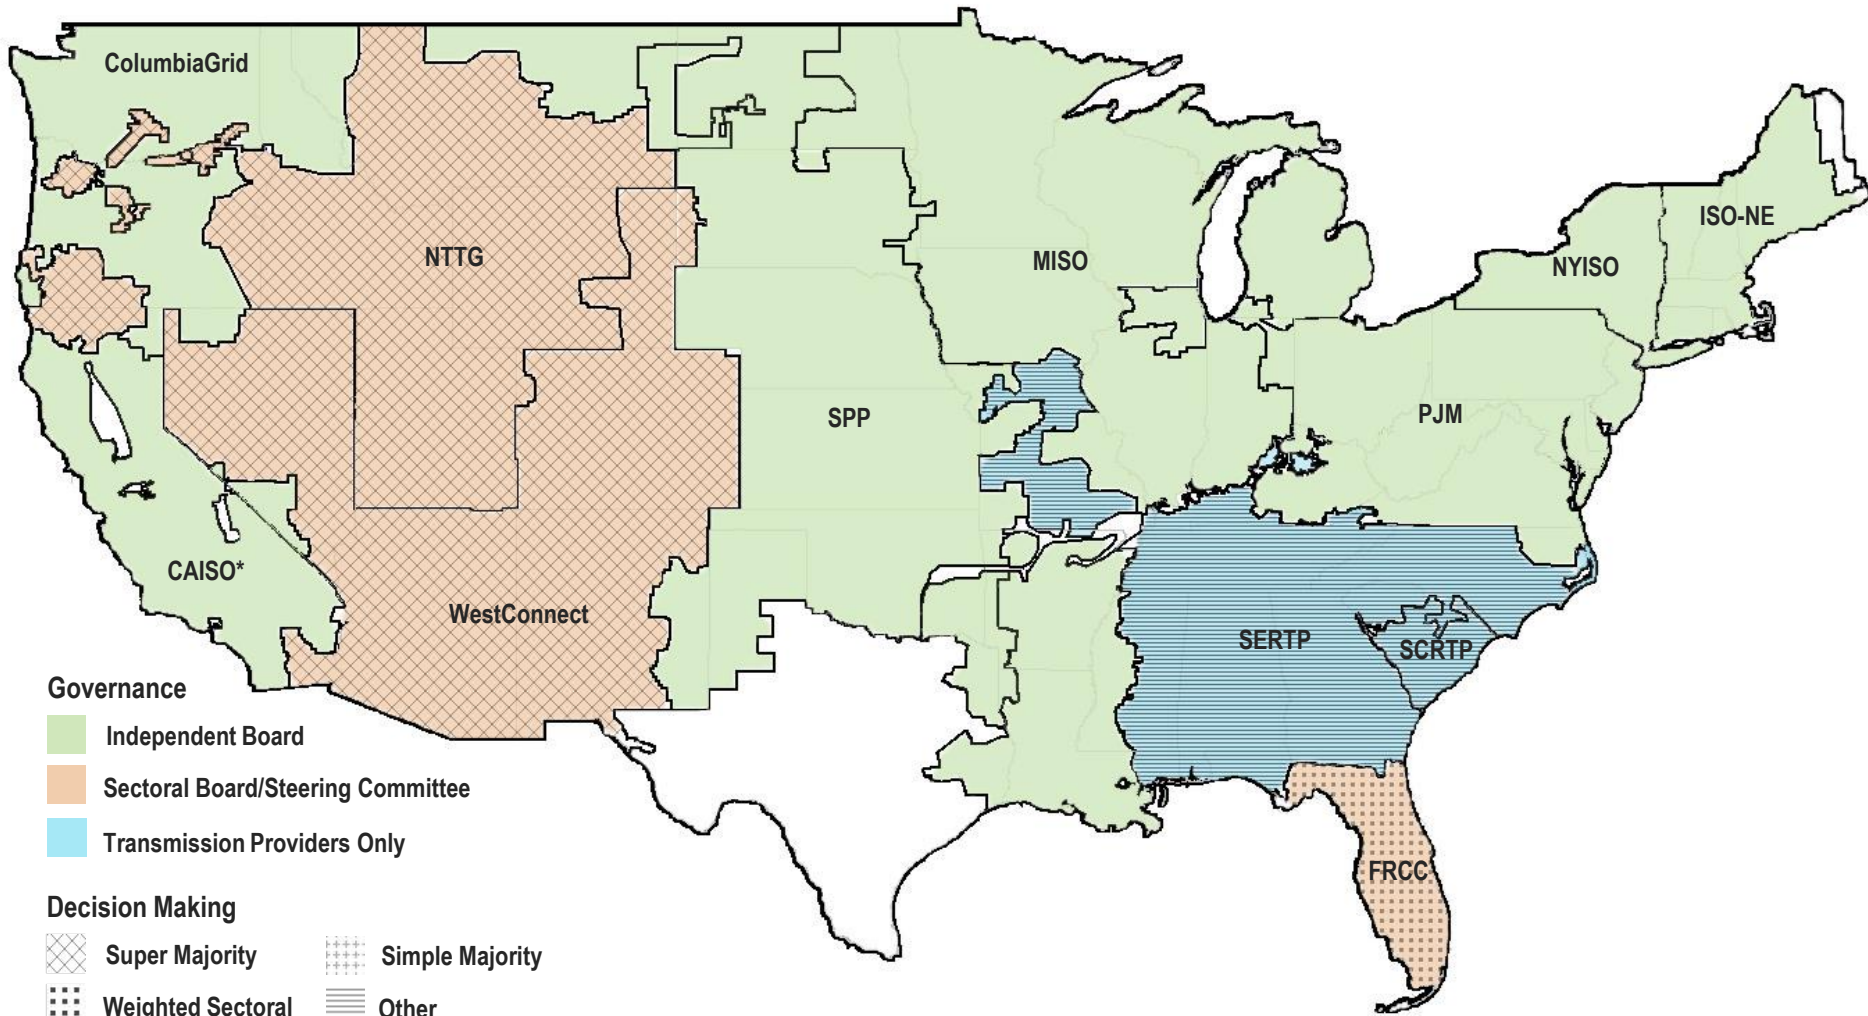 ColumbiaGrid
NTTG
MISO
ISO-NE
NYISO
SPP
PJM
CAISO*
WestConnect
SERTP
SCRTP
FRCC
Governance
Independent Board
Sectoral Board/Steering Committee
Transmission Providers Only
Decision Making
Super Majority
Simple Majority
Weighted Sectoral
Other